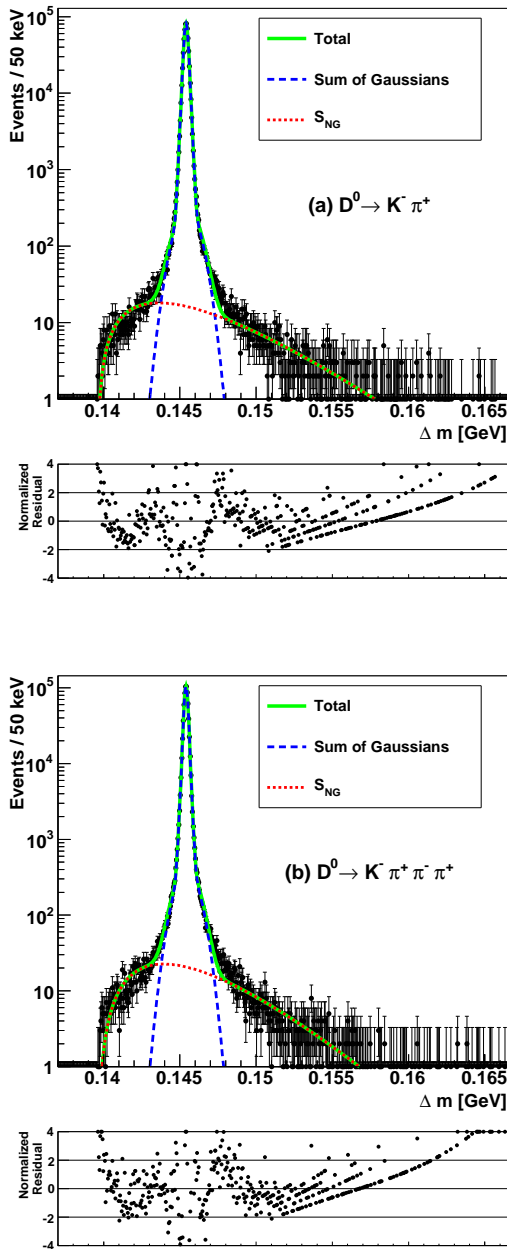 Events / 50 keV
10⁵
10⁴
10³
10²
10
1
Total
Sum of Gaussians
S_NG
(a) D⁰ → K⁻ π⁺
0.14 0.145 0.15 0.155 0.16 0.165
Δ m [GeV]
Normalized
Residual
4
2
0
-2
-4
Events / 50 keV
10⁵
10⁴
10³
10²
10
1
Total
Sum of Gaussians
S_NG
(b) D⁰ → K⁻ π⁺ π⁻ π⁺
0.14 0.145 0.15 0.155 0.16 0.165
Δ m [GeV]
Normalized
Residual
4
2
0
-2
-4